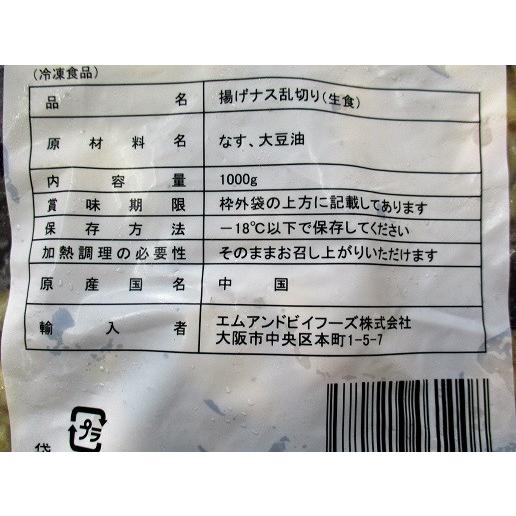 (冷凍食品)
品名 揚げナス乱切り(生食)
原材料名 なす、大豆油
内容量 1000g
賞味期限 枠外袋の上方に記載してあります
保存方法 −18℃以下で保存してください
加熱調理の必要性 そのままお召し上がりいただけます
原産国名 中国
輸入者 エムアンドビイフーズ株式会社
大阪市中央区本町1-5-7
プラ
袋